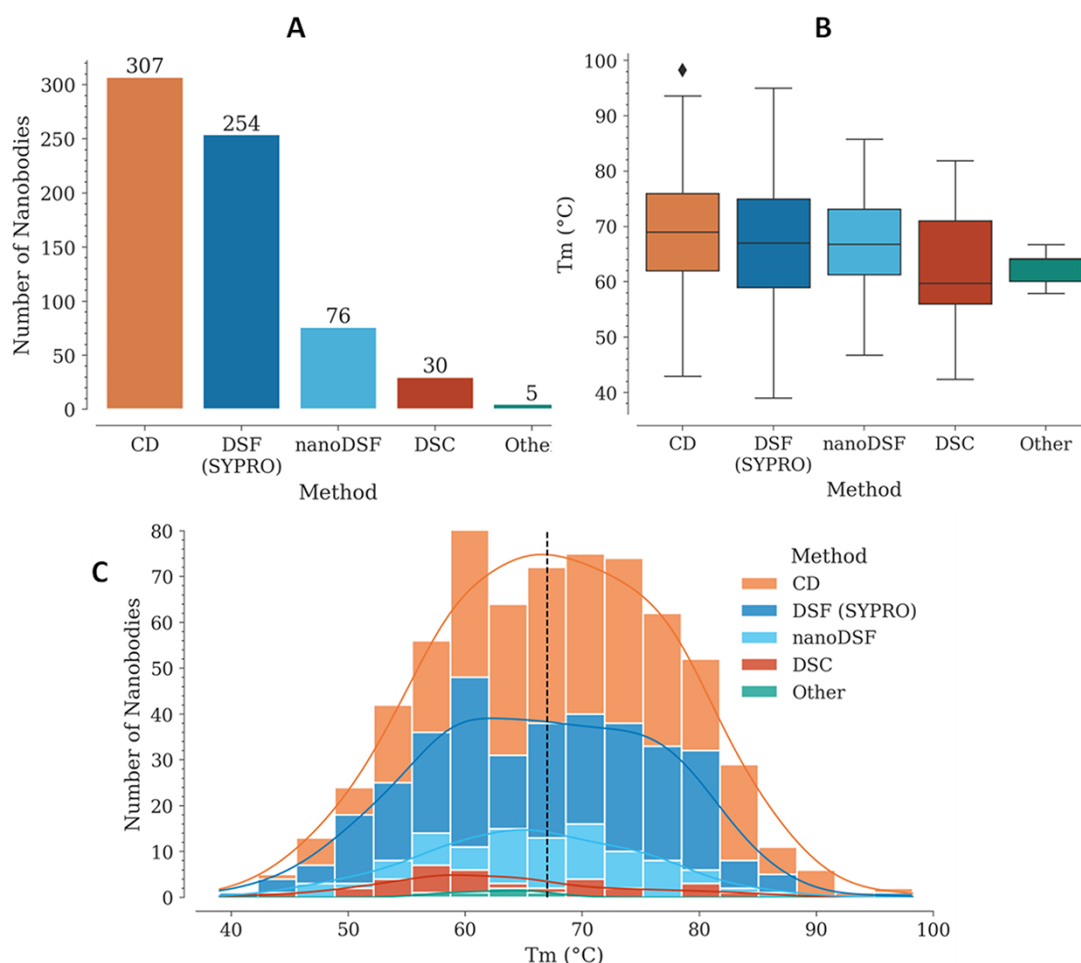 A
Number of Nanobodies
300
250
200
150
100
50
0
307
254
76
30
5
CD
DSF
(SYPRO)
nanoDSF
DSC
Othe
Method
B
Tm (°C)
100
90
80
70
60
50
40
CD
DSF
(SYPRO)
nanoDSF
DSC
Other
Method
C
Number of Nanobodies
80
70
60
50
40
30
20
10
0
Method
CD
DSF (SYPRO)
nanoDSF
DSC
Other
40
50
60
70
80
90
100
Tm (°C)